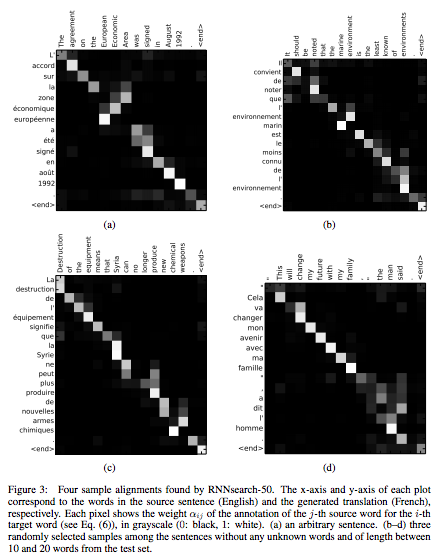 The agreement on the European Economic Area was signed in August 1992 . <end>
L'
accord
sur
la
zone
économique
européenne
a
été
signé
en
août
1992
.
<end>
(a)
It should be noted that the marine environment is the least known of environments . <end>
Il
convient
de
noter
que
l'
environnement
marin
est
le
moins
connu
de
l'
environnement
.
<end>
(b)
Destruction of the equipment means that Syria can no longer produce new chemical weapons . <end>
La
destruction
de
l'
équipement
signifie
que
la
Syrie
ne
peut
plus
produire
de
nouvelles
armes
chimiques
.
<end>
(c)
" This will change my future with my family , " the man said . <end>
"
Cela
va
changer
mon
avenir
avec
ma
famille
"
,
a
dit
l'
homme
.
<end>
(d)
Figure 3: Four sample alignments found by RNNsearch-50. The x-axis and y-axis of each plot
correspond to the words in the source sentence (English) and the generated translation (French),
respectively. Each pixel shows the weight αij of the annotation of the j-th source word for the i-th
target word (see Eq. (6)), in grayscale (0: black, 1: white). (a) an arbitrary sentence. (b–d) three
randomly selected samples among the sentences without any unknown words and of length between
10 and 20 words from the test set.